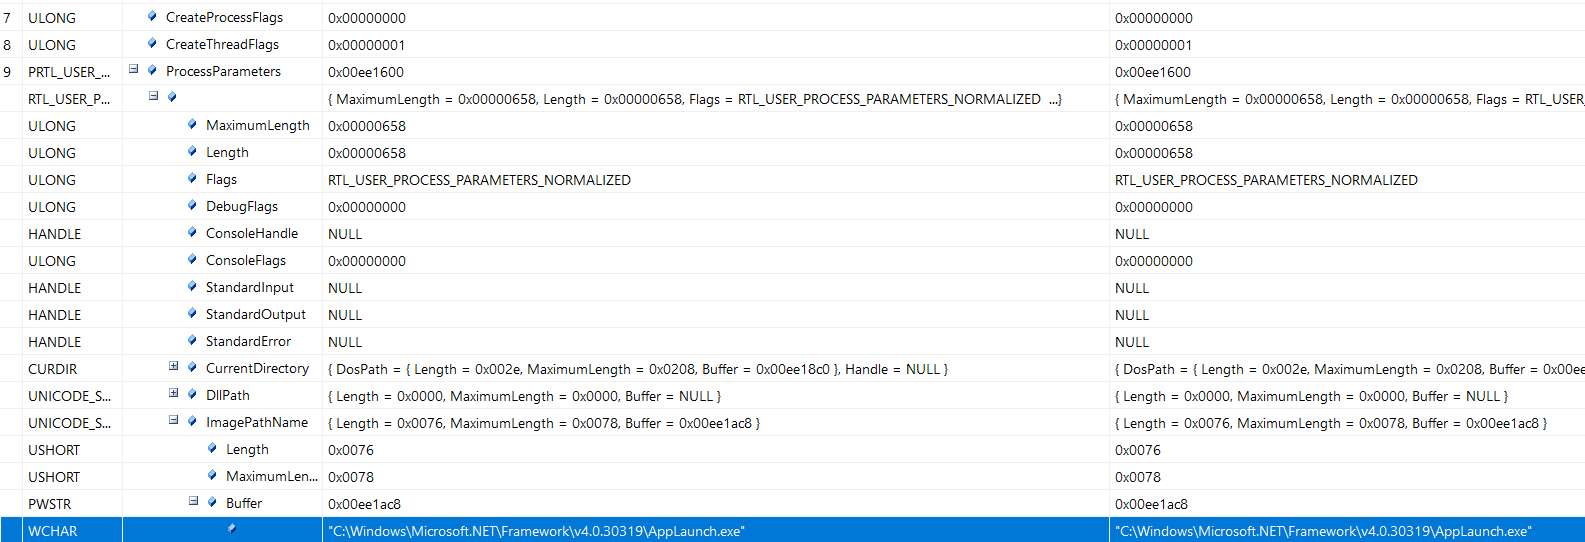 7 ULONG CreateProcessFlags 0x00000000 0x00000000
8 ULONG CreateThreadFlags 0x00000001 0x00000001
9 PRTL_USER_... ProcessParameters 0x00ee1600 0x00ee1600
RTL_USER_P... { MaximumLength = 0x00000658, Length = 0x00000658, Flags = RTL_USER_PROCESS_PARAMETERS_NORMALIZED ...} { MaximumLength = 0x00000658, Length = 0x00000658, Flags = RTL_USER_
ULONG MaximumLength 0x00000658 0x00000658
ULONG Length 0x00000658 0x00000658
ULONG Flags RTL_USER_PROCESS_PARAMETERS_NORMALIZED RTL_USER_PROCESS_PARAMETERS_NORMALIZED
ULONG DebugFlags 0x00000000 0x00000000
HANDLE ConsoleHandle NULL NULL
ULONG ConsoleFlags 0x00000000 0x00000000
HANDLE StandardInput NULL NULL
HANDLE StandardOutput NULL NULL
HANDLE StandardError NULL NULL
CURDIR CurrentDirectory { DosPath = { Length = 0x002e, MaximumLength = 0x0208, Buffer = 0x00ee18c0 }, Handle = NULL } { DosPath = { Length = 0x002e, MaximumLength = 0x0208, Buffer = 0x00ee
UNICODE_S... DllPath { Length = 0x0000, MaximumLength = 0x0000, Buffer = NULL } { Length = 0x0000, MaximumLength = 0x0000, Buffer = NULL }
UNICODE_S... ImagePathName { Length = 0x0076, MaximumLength = 0x0078, Buffer = 0x00ee1ac8 } { Length = 0x0076, MaximumLength = 0x0078, Buffer = 0x00ee1ac8 }
USHORT Length 0x0076 0x0076
USHORT MaximumLen... 0x0078 0x0078
PWSTR Buffer 0x00ee1ac8 0x00ee1ac8
WCHAR "C:\Windows\Microsoft.NET\Framework\v4.0.30319\AppLaunch.exe" "C:\Windows\Microsoft.NET\Framework\v4.0.30319\AppLaunch.exe"